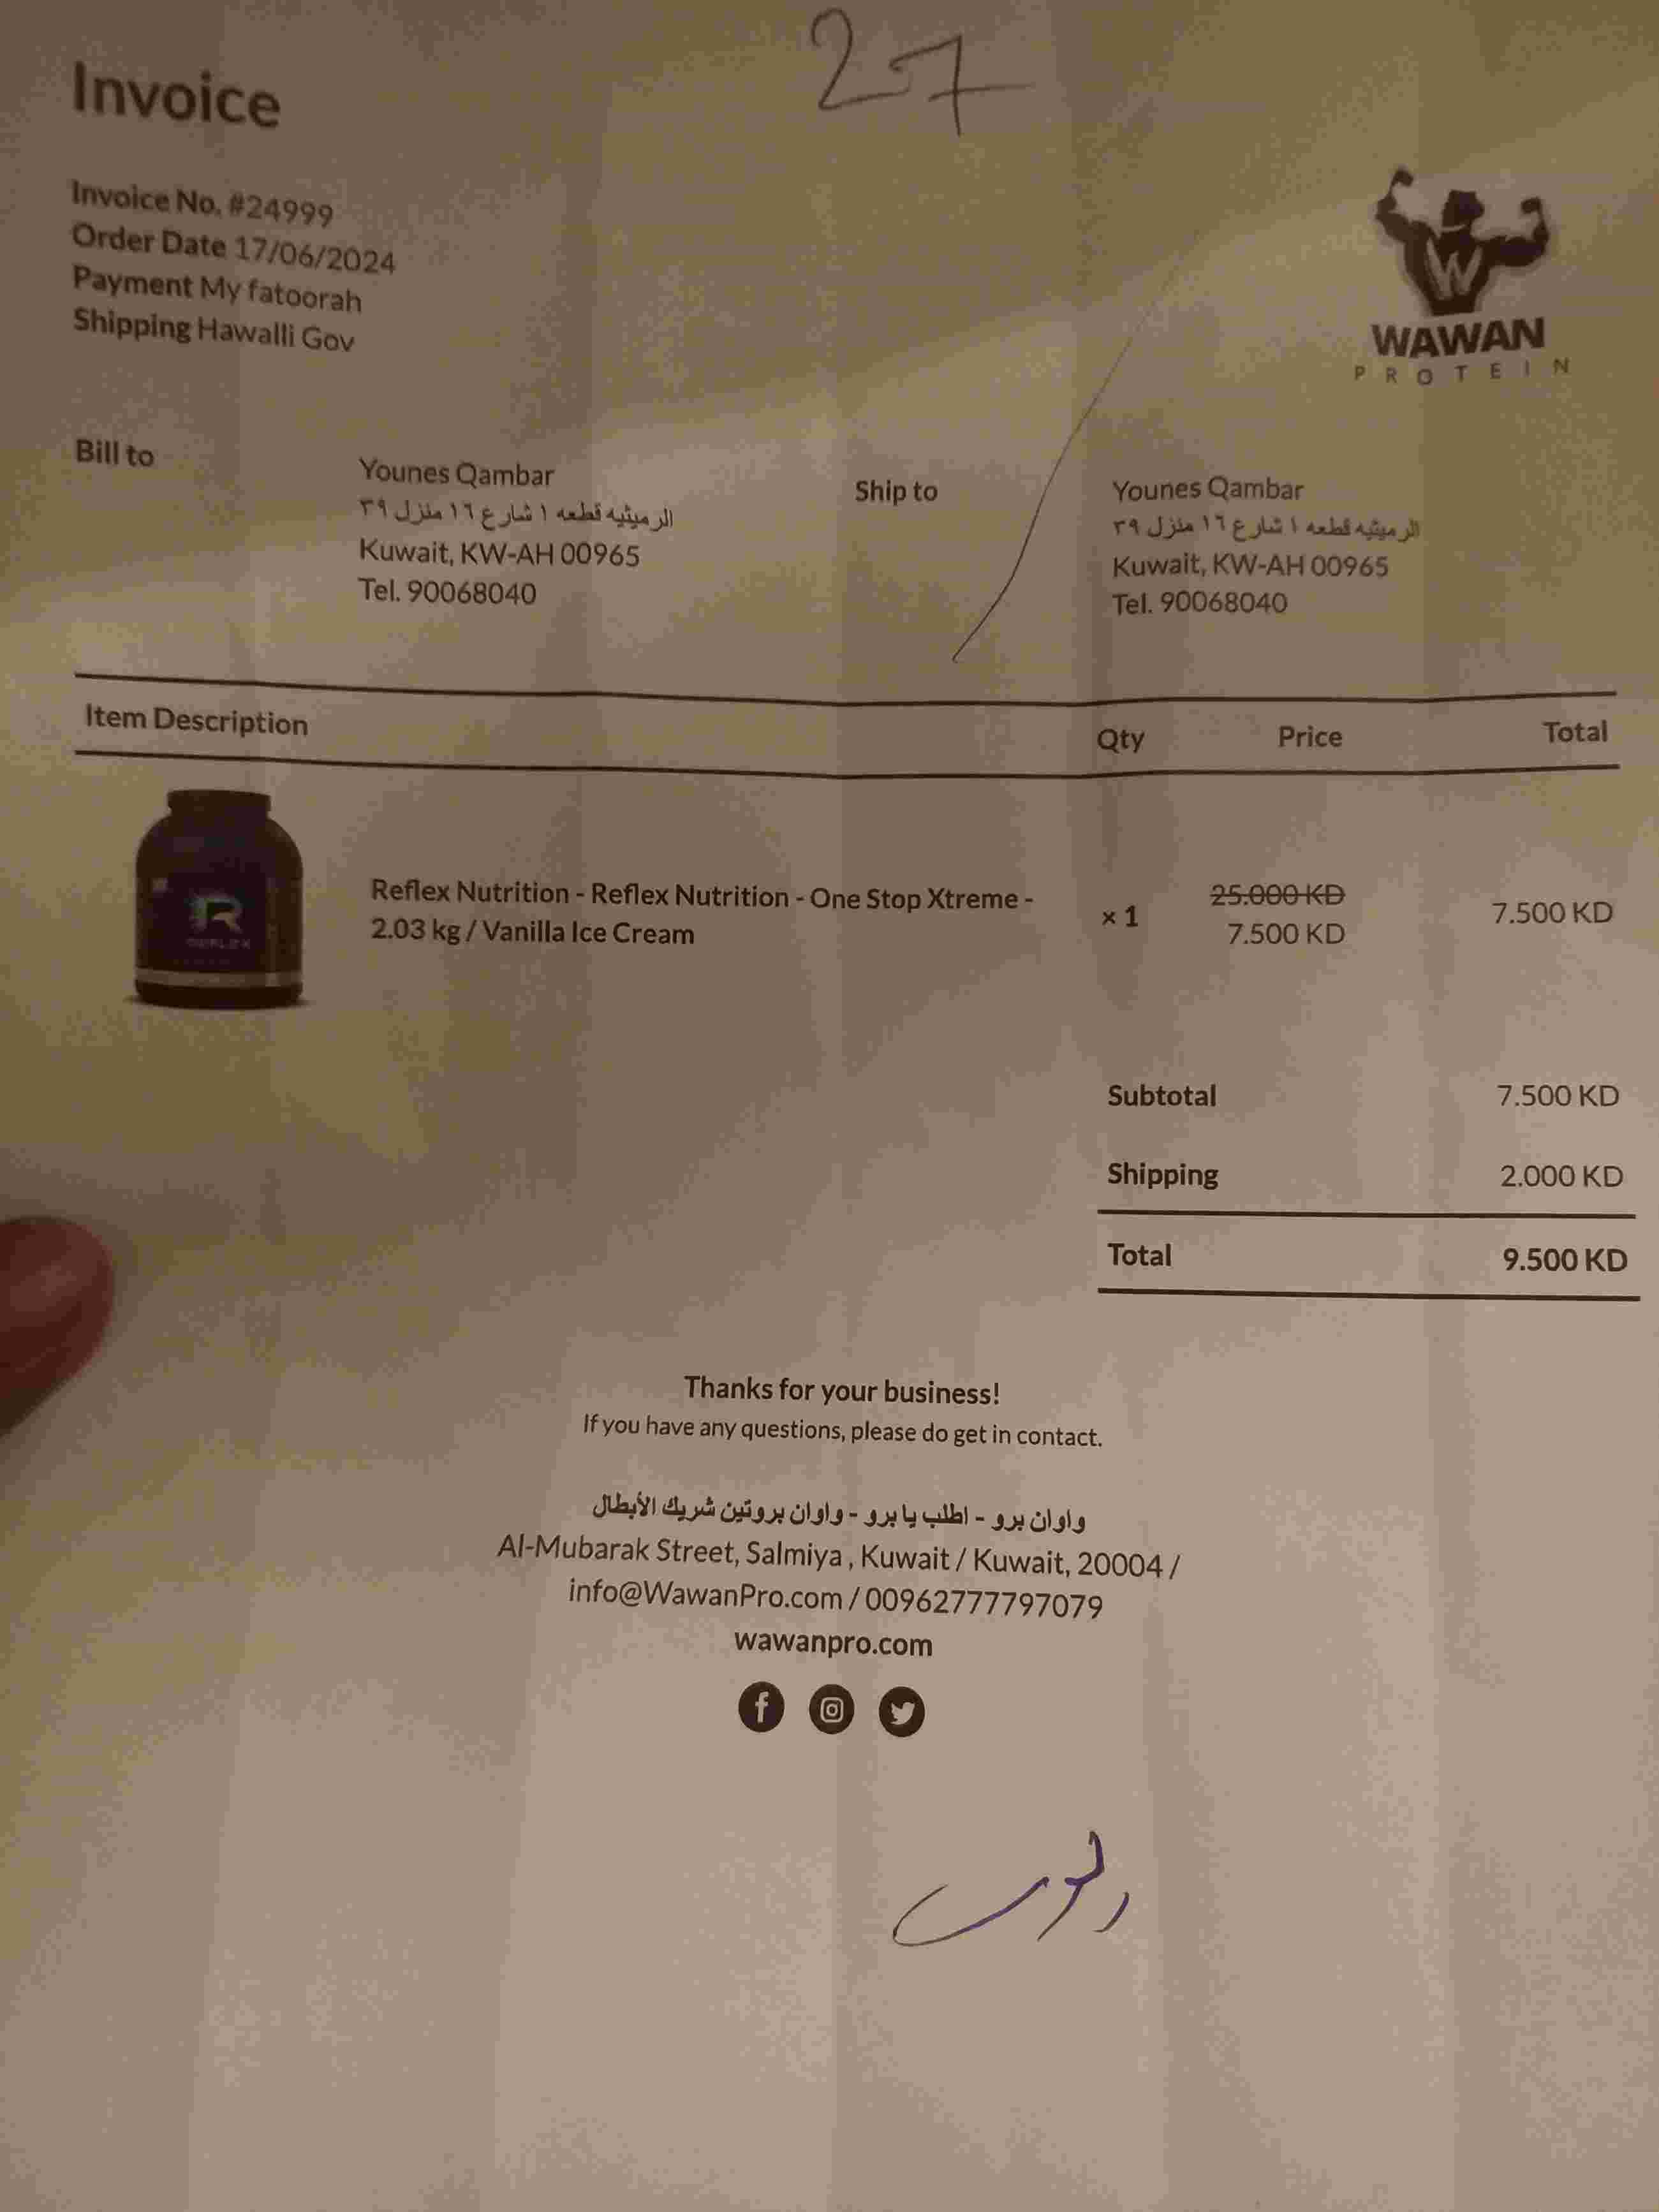 27
Invoice
Invoice No. #24999
Order Date 17/06/2024
Payment My fatoorah
Shipping Hawalli Gov
W
WAWAN
PROTEIN
Bill to
Younes Qambar
الرميثيه قطعه ١ شارع ١٦ منزل ٣٩
Kuwait, KW-AH 00965
Tel. 90068040
Ship to
Younes Qambar
الرميثيه قطعه ١ شارع ١٦ منزل ٣٩
Kuwait, KW-AH 00965
Tel. 90068040
Item Description Qty Price Total
R
REFLEX
Reflex Nutrition - Reflex Nutrition - One Stop Xtreme -
2.03 kg / Vanilla Ice Cream
× 1
25.000 KD
7.500 KD
7.500 KD
Subtotal 7.500 KD
Shipping 2.000 KD
Total 9.500 KD
Thanks for your business!
If you have any questions, please do get in contact.
واوان برو - اطلب يا برو - واوان بروتين شريك الأبطال
Al-Mubarak Street, Salmiya , Kuwait / Kuwait, 20004 /
info@WawanPro.com / 00962777797079
wawanpro.com